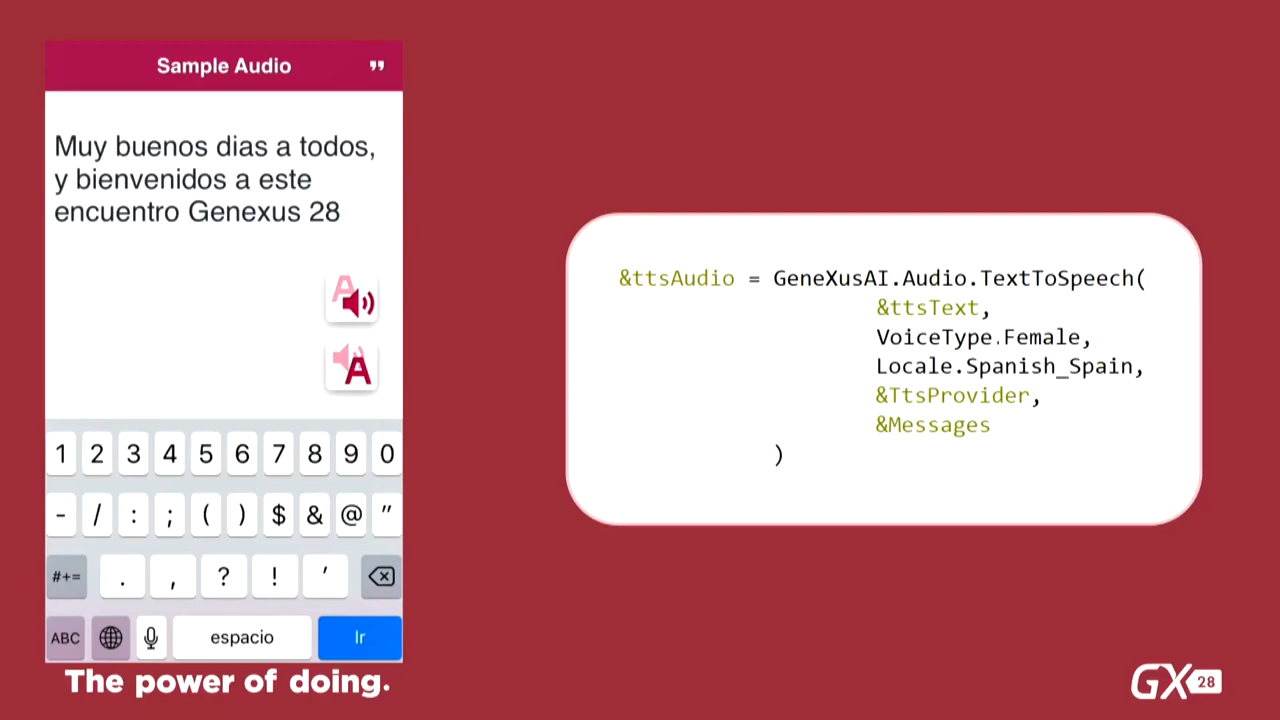 Sample Audio "
Muy buenos dias a todos,
y bienvenidos a este
encuentro Genexus 28
A
A
1 2 3 4 5 6 7 8 9 0
- / : ; ( ) $ & @ "
#+= . , ? ! '
ABC espacio Ir
The power of doing.
&ttsAudio = GeneXusAI.Audio.TextToSpeech(
&ttsText,
VoiceType.Female,
Locale.Spanish_Spain,
&TtsProvider,
&Messages
)
GX 28